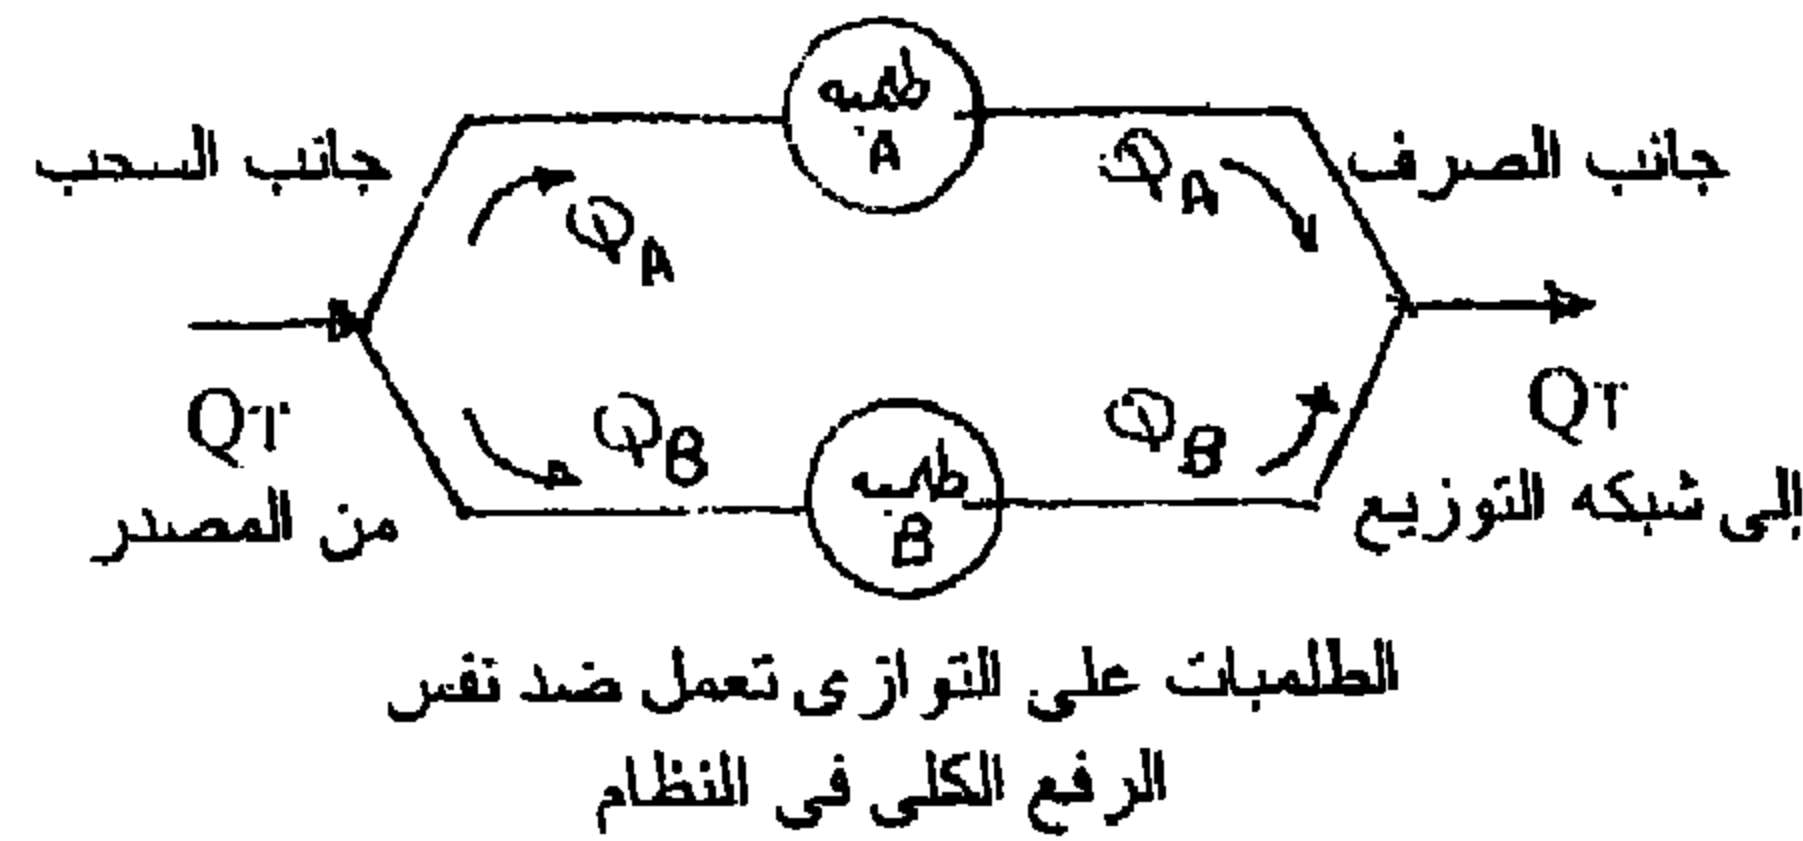 طلمبه
A
جانب السحب
جانب الصرف
QA
QA
QT
من المصدر
QB
QB
QT
إلى شبكه التوزيع
طلمبه
B
الطلمبات على التوازى تعمل ضد نفس
الرفع الكلى فى النظام